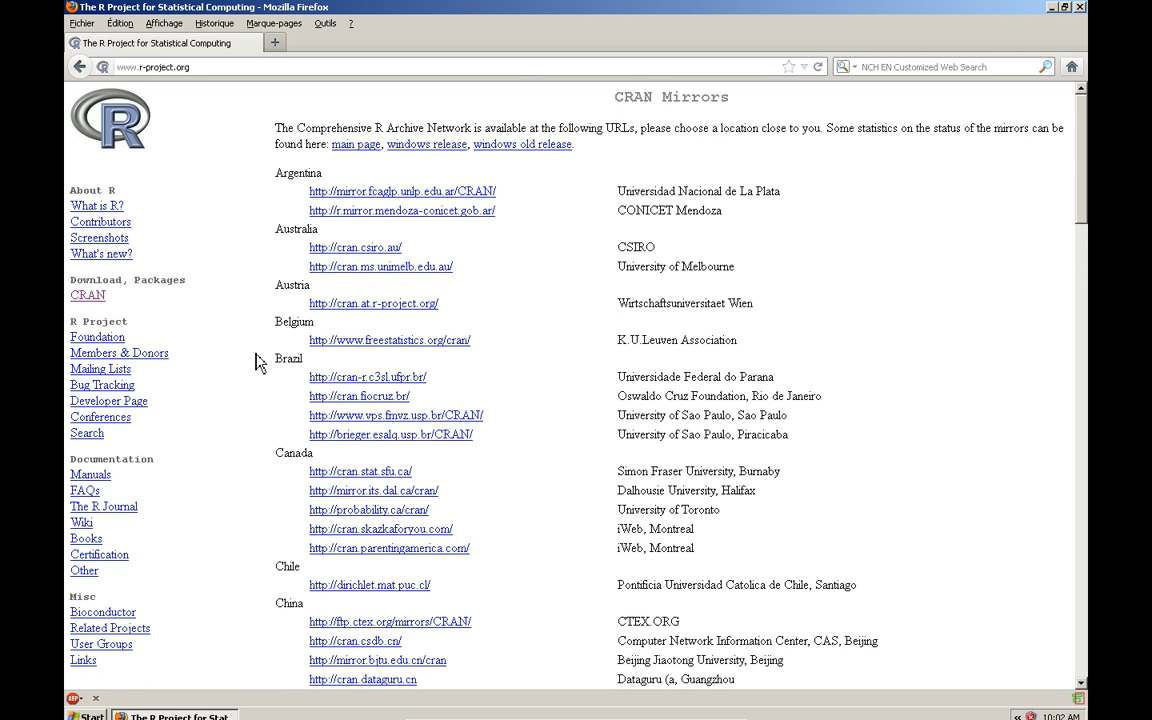 The R Project for Statistical Computing - Mozilla Firefox
Fichier Édition Affichage Historique Marque-pages Outils ?
The R Project for Statistical Computing +
www.r-project.org
NCH EN Customized Web Search
R
About R
What is R?
Contributors
Screenshots
What's new?
Download, Packages
CRAN
R Project
Foundation
Members & Donors
Mailing Lists
Bug Tracking
Developer Page
Conferences
Search
Documentation
Manuals
FAQs
The R Journal
Wiki
Books
Certification
Other
Misc
Bioconductor
Related Projects
User Groups
Links
CRAN Mirrors
The Comprehensive R Archive Network is available at the following URLs, please choose a location close to you. Some statistics on the status of the mirrors can be
found here: main page, windows release, windows old release.
Argentina
http://mirror.fcaglp.unlp.edu.ar/CRAN/ Universidad Nacional de La Plata
http://r.mirror.mendoza-conicet.gob.ar/ CONICET Mendoza
Australia
http://cran.csiro.au/ CSIRO
http://cran.ms.unimelb.edu.au/ University of Melbourne
Austria
http://cran.at.r-project.org/ Wirtschaftsuniversitaet Wien
Belgium
http://www.freestatistics.org/cran/ K.U.Leuven Association
Brazil
http://cran-r.c3sl.ufpr.br/ Universidade Federal do Parana
http://cran.fiocruz.br/ Oswaldo Cruz Foundation, Rio de Janeiro
http://www.vps.fmvz.usp.br/CRAN/ University of Sao Paulo, Sao Paulo
http://brieger.esalq.usp.br/CRAN/ University of Sao Paulo, Piracicaba
Canada
http://cran.stat.sfu.ca/ Simon Fraser University, Burnaby
http://mirror.its.dal.ca/cran/ Dalhousie University, Halifax
http://probability.ca/cran/ University of Toronto
http://cran.skazkaforyou.com/ iWeb, Montreal
http://cran.parentingamerica.com/ iWeb, Montreal
Chile
http://dirichlet.mat.puc.cl/ Pontificia Universidad Catolica de Chile, Santiago
China
http://ftp.ctex.org/mirrors/CRAN/ CTEX.ORG
http://cran.csdb.cn/ Computer Network Information Center, CAS, Beijing
http://mirror.bjtu.edu.cn/cran Beijing Jiaotong University, Beijing
http://cran.dataguru.cn Dataguru (a, Guangzhou
ABP
Start The R Project for Stat... 10:02 AM